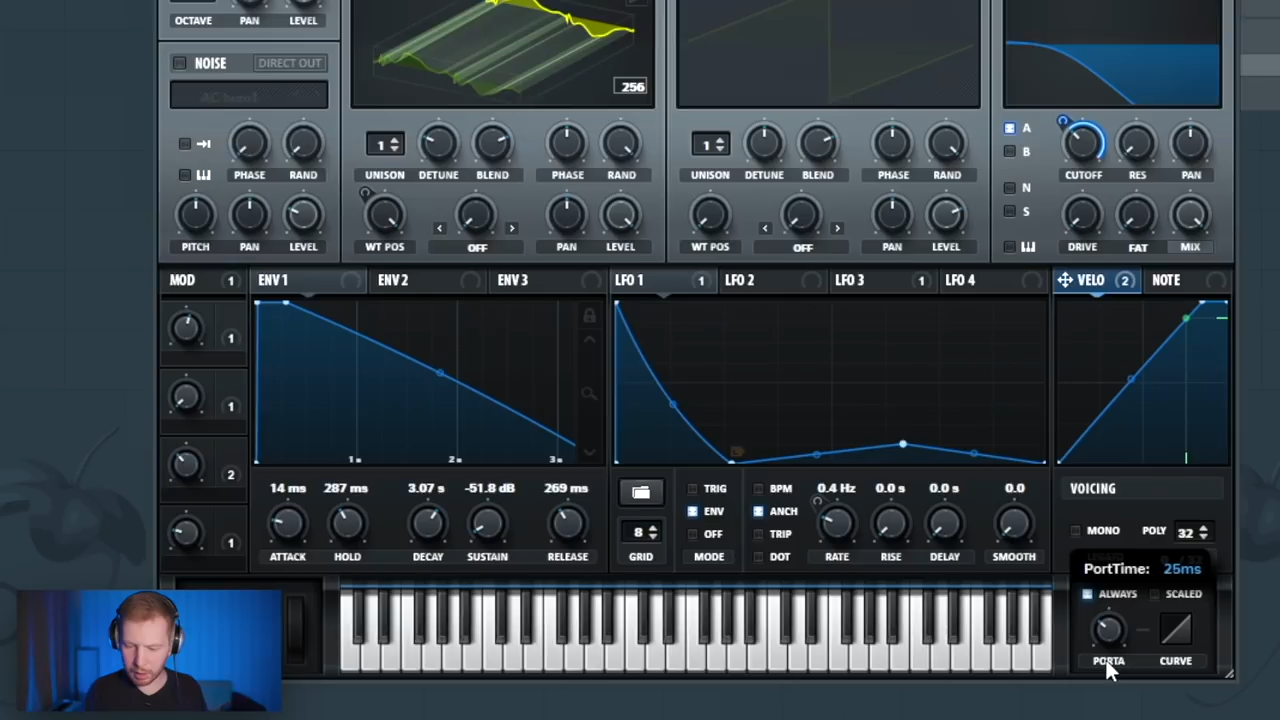 OCTAVE PAN LEVEL
NOISE DIRECT OUT
256
A
B
N
S
1
UNISON DETUNE BLEND PHASE RAND
1
UNISON DETUNE BLEND PHASE RAND
PHASE RAND
CUTOFF RES PAN
PITCH PAN LEVEL
WT POS OFF PAN LEVEL
WT POS OFF PAN LEVEL
DRIVE FAT MIX
MOD 1 ENV 1 ENV 2 ENV 3 LFO 1 1 LFO 2 LFO 3 1 LFO 4 VELO 2 NOTE
1
1
2
1
1s 2s 3s
14 ms 287 ms 3.07 s -51.8 dB 269 ms
ATTACK HOLD DECAY SUSTAIN RELEASE
8
GRID
TRIG
ENV
OFF
MODE
BPM
ANCH
TRIP
DOT
0.4 Hz 0.0 s 0.0 s 0.0
RATE RISE DELAY SMOOTH
VOICING
MONO POLY 32
PortTime: 25ms
ALWAYS SCALED
PORTA CURVE